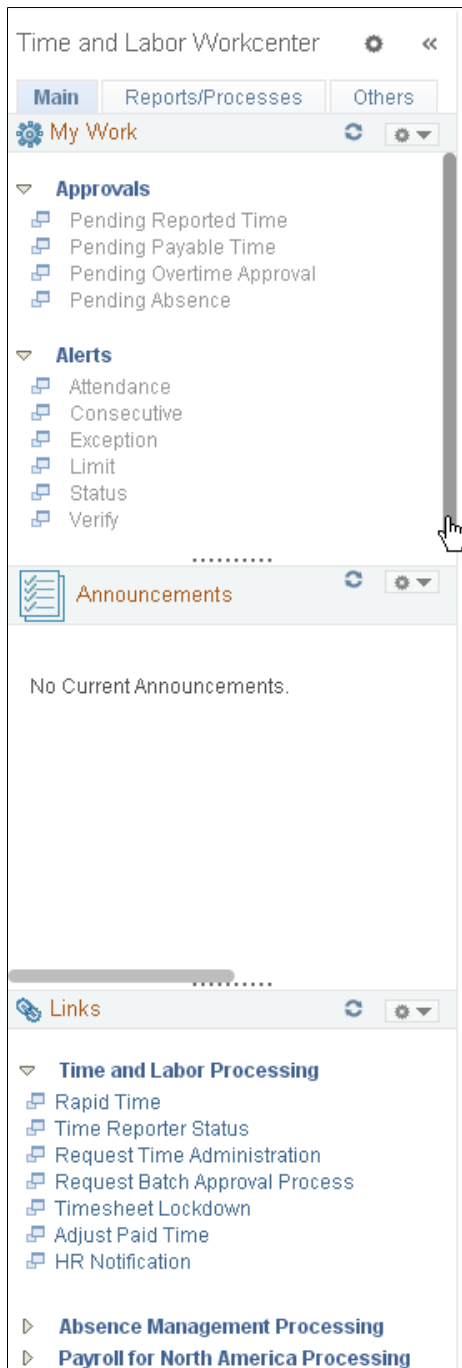 Time and Labor Workcenter
Main Reports/Processes Others
My Work
Approvals
Pending Reported Time
Pending Payable Time
Pending Overtime Approval
Pending Absence
Alerts
Attendance
Consecutive
Exception
Limit
Status
Verify
Announcements
No Current Announcements.
Links
Time and Labor Processing
Rapid Time
Time Reporter Status
Request Time Administration
Request Batch Approval Process
Timesheet Lockdown
Adjust Paid Time
HR Notification
Absence Management Processing
Payroll for North America Processing